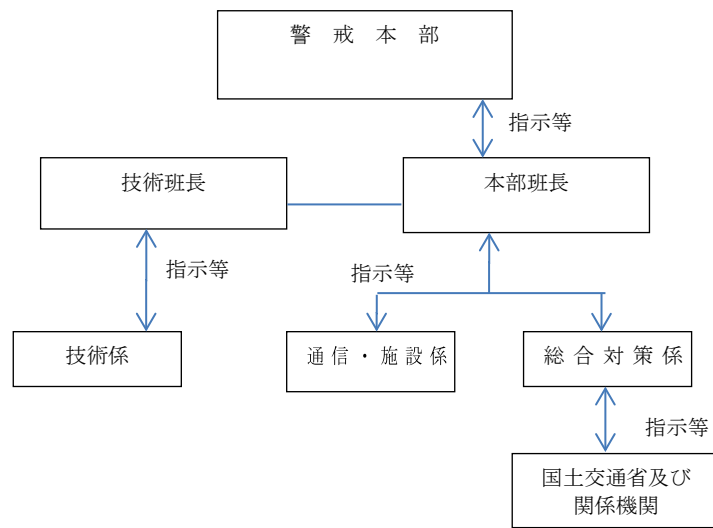 警 戒 本 部
指示等
技術班長
本部班長
指示等
指示等
技術係
通信・施設係
総合対策係
指示等
国土交通省及び
関係機関